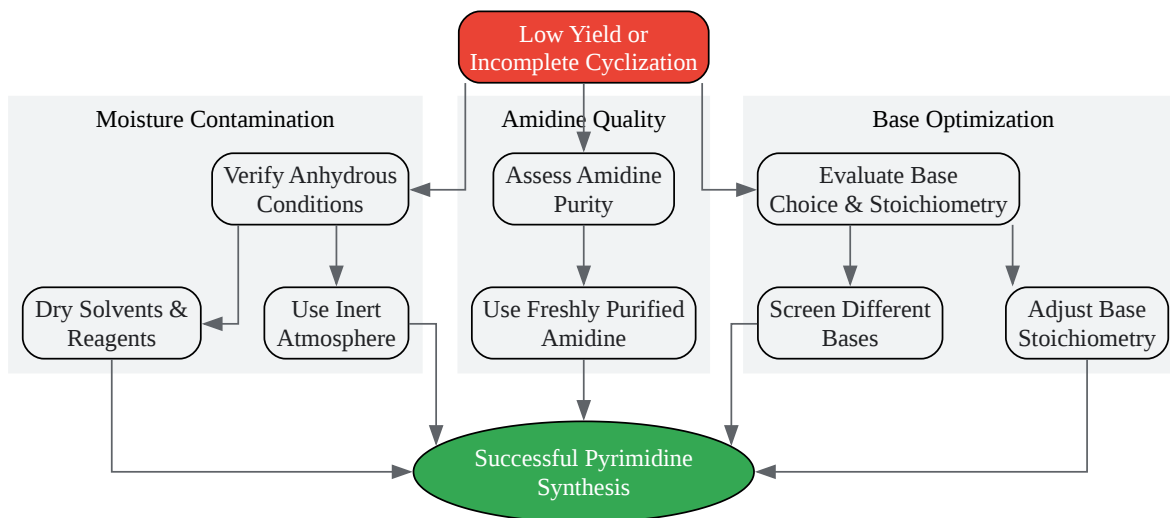 Low Yield or
Incomplete Cyclization
Moisture Contamination
Amidine Quality
Base Optimization
Verify Anhydrous
Conditions
Assess Amidine
Purity
Evaluate Base
Choice & Stoichiometry
Dry Solvents &
Reagents
Use Inert
Atmosphere
Use Freshly Purified
Amidine
Screen Different
Bases
Adjust Base
Stoichiometry
Successful Pyrimidine
Synthesis